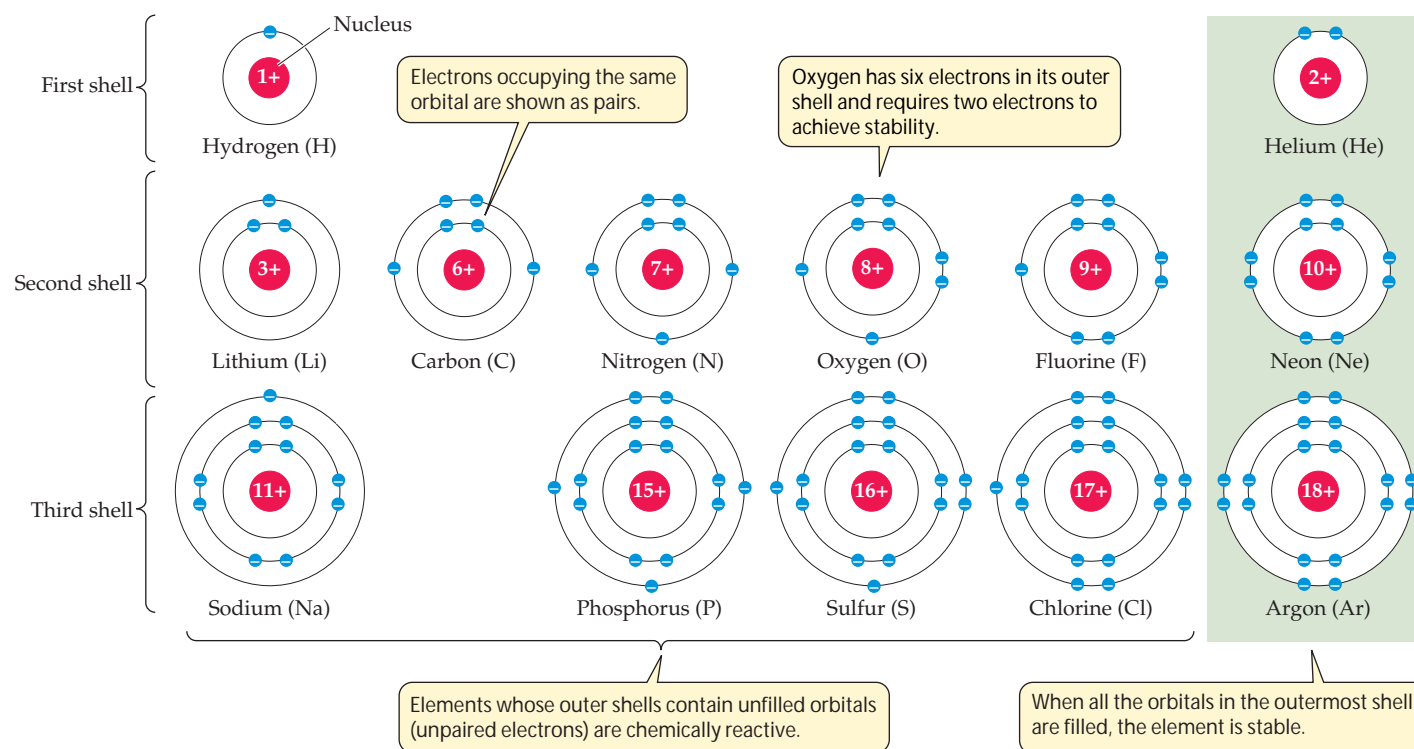 Nucleus
First shell
1+
Electrons occupying the same
orbital are shown as pairs.
Oxygen has six electrons in its outer
shell and requires two electrons to
achieve stability.
2+
Hydrogen (H)
Helium (He)
Second shell
3+
6+
7+
8+
9+
10+
Lithium (Li)
Carbon (C)
Nitrogen (N)
Oxygen (O)
Fluorine (F)
Neon (Ne)
Third shell
11+
15+
16+
17+
18+
Sodium (Na)
Phosphorus (P)
Sulfur (S)
Chlorine (Cl)
Argon (Ar)
Elements whose outer shells contain unfilled orbitals
(unpaired electrons) are chemically reactive.
When all the orbitals in the outermost shell
are filled, the element is stable.